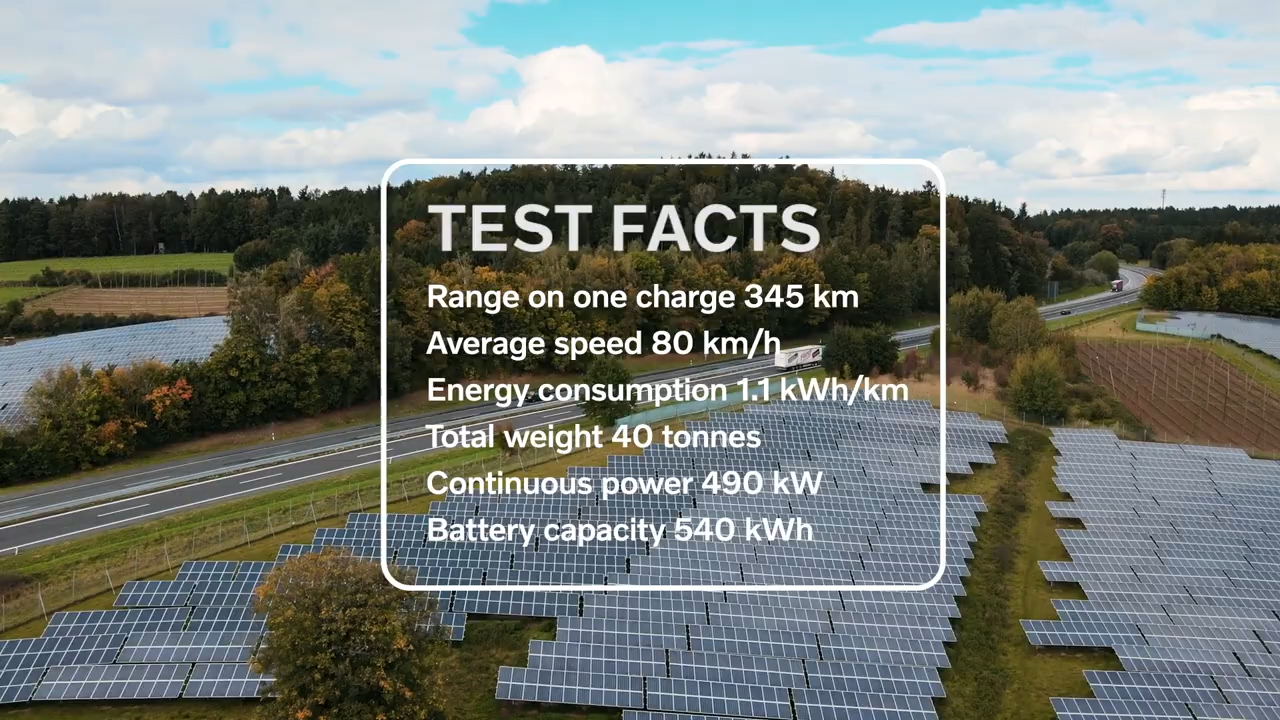 TEST FACTS
Range on one charge 345 km
Average speed 80 km/h
Energy consumption 1.1 kWh/km
Total weight 40 tonnes
Continuous power 490 kW
Battery capacity 540 kWh